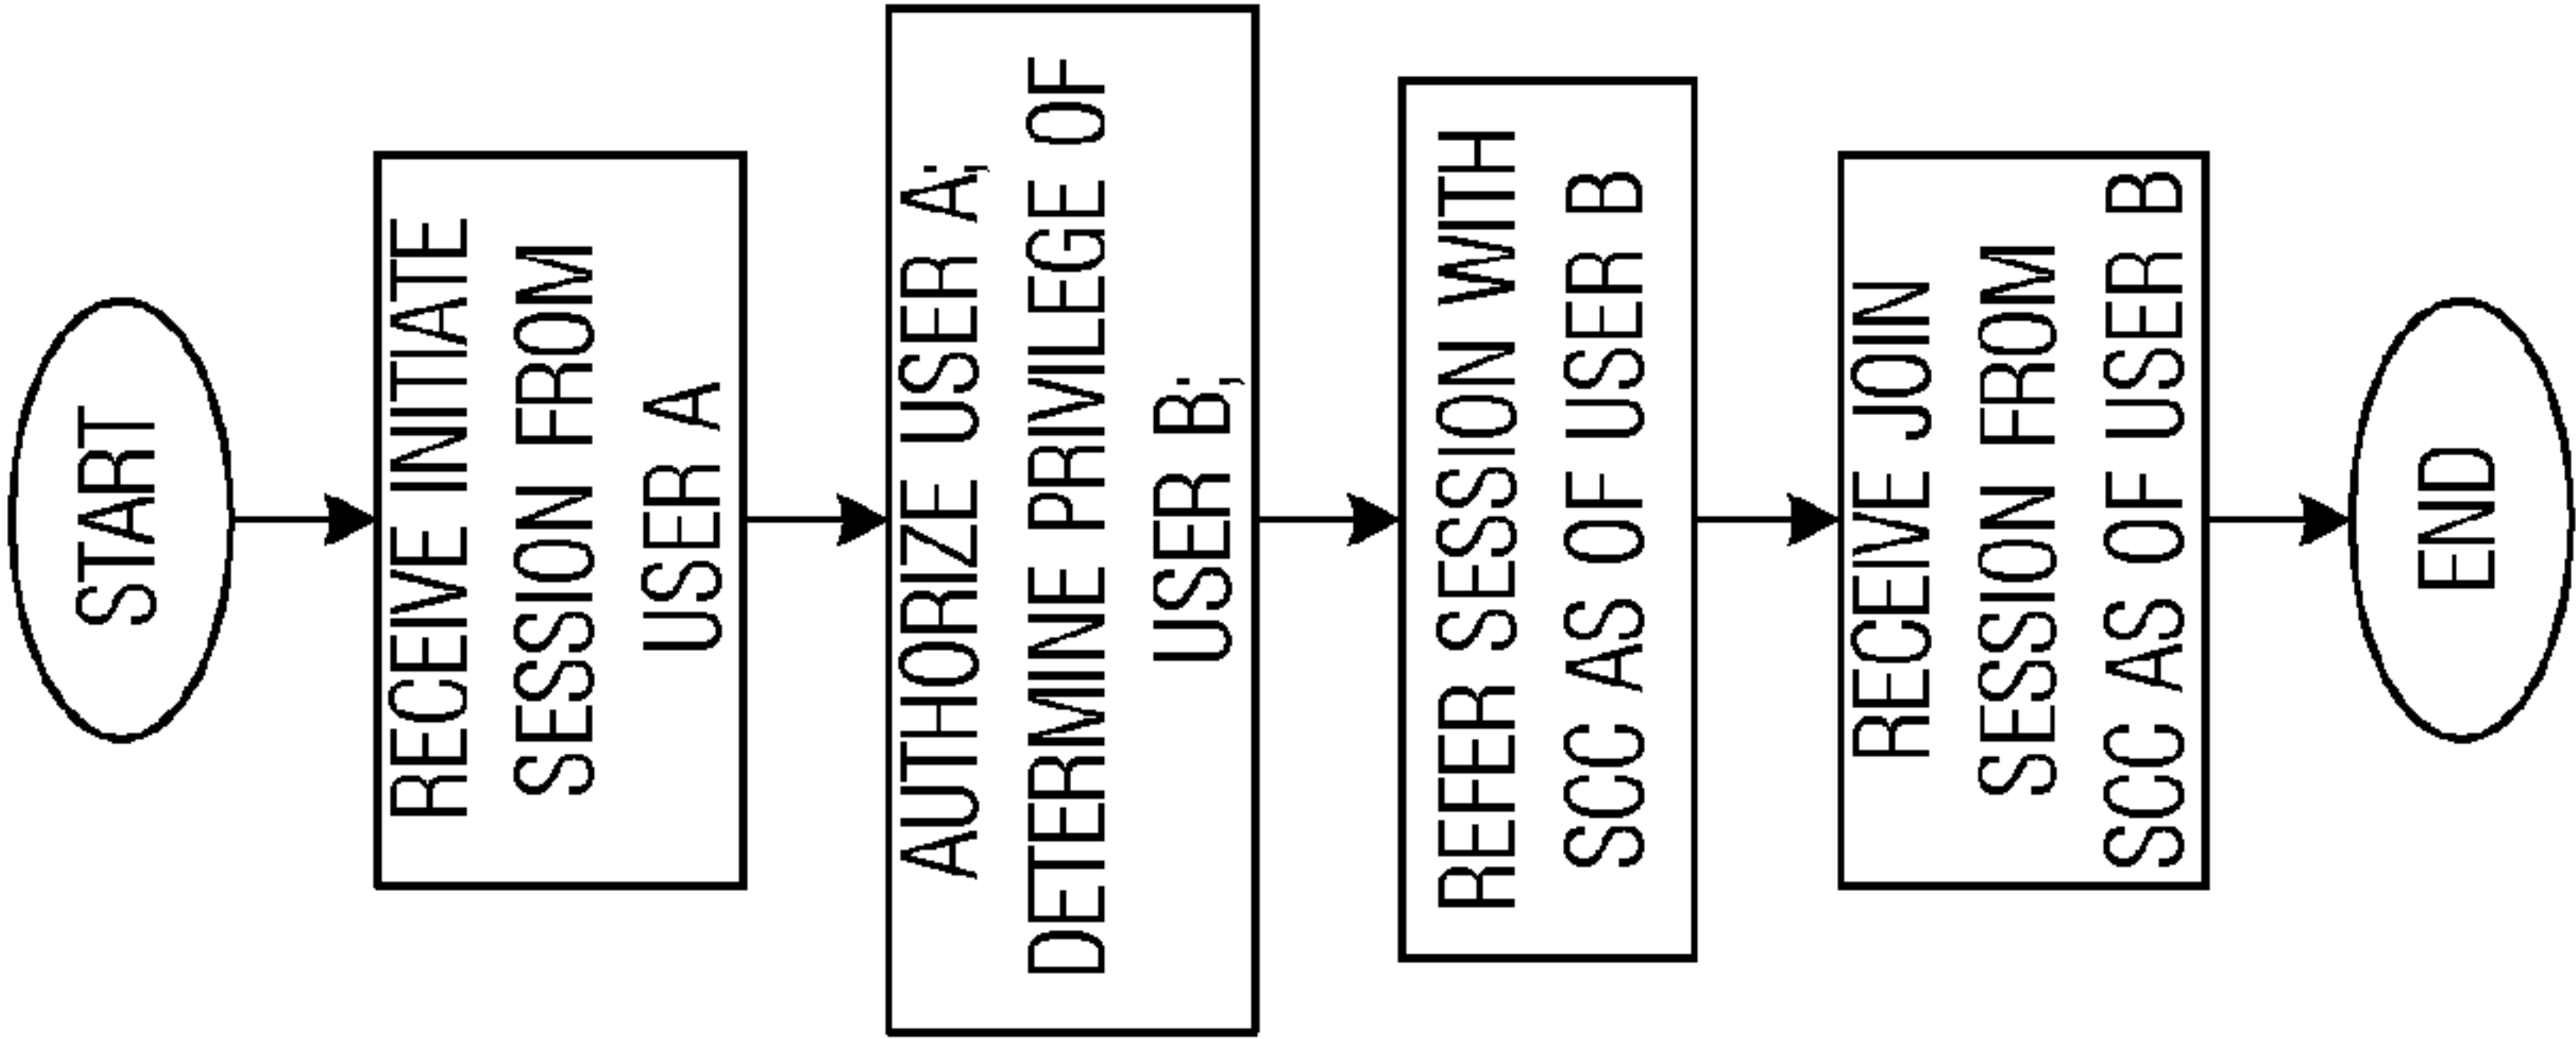 START
RECEIVE INITIATE
SESSION FROM
USER A
AUTHORIZE USER A;
DETERMINE PRIVILEGE OF
USER B;
REFER SESSION WITH
SCC AS OF USER B
RECEIVE JOIN
SESSION FROM
SCC AS OF USER B
END